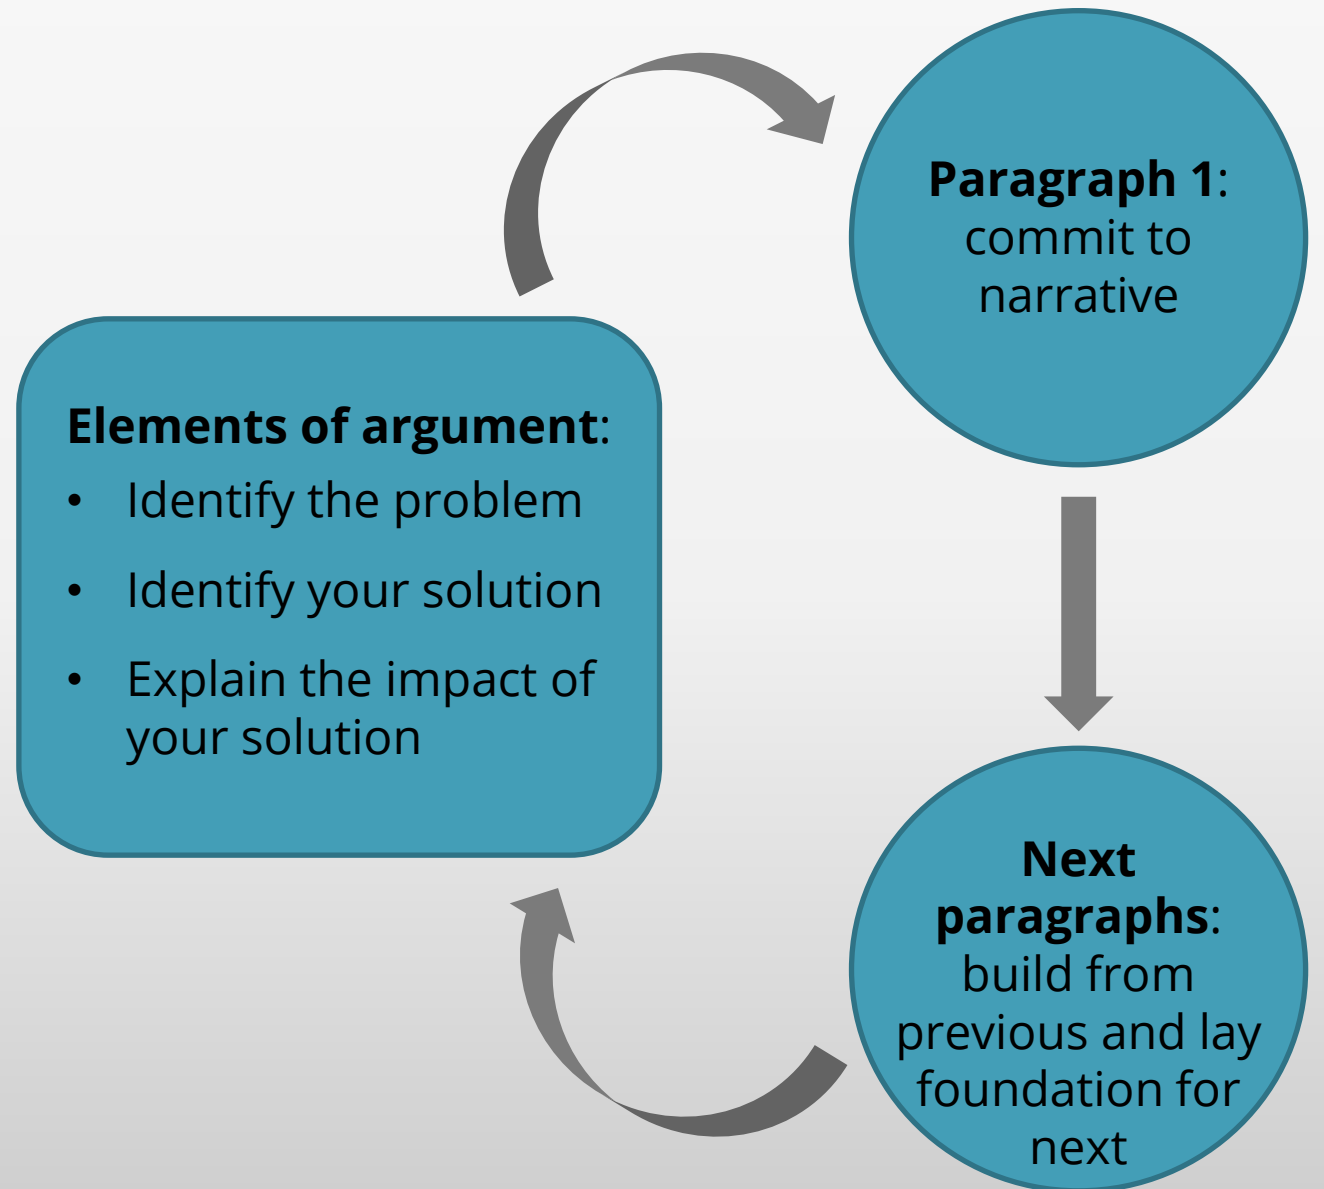 Elements of argument:
• Identify the problem
• Identify your solution
• Explain the impact of
your solution
Paragraph 1:
commit to
narrative
Next
paragraphs:
build from
previous and lay
foundation for
next